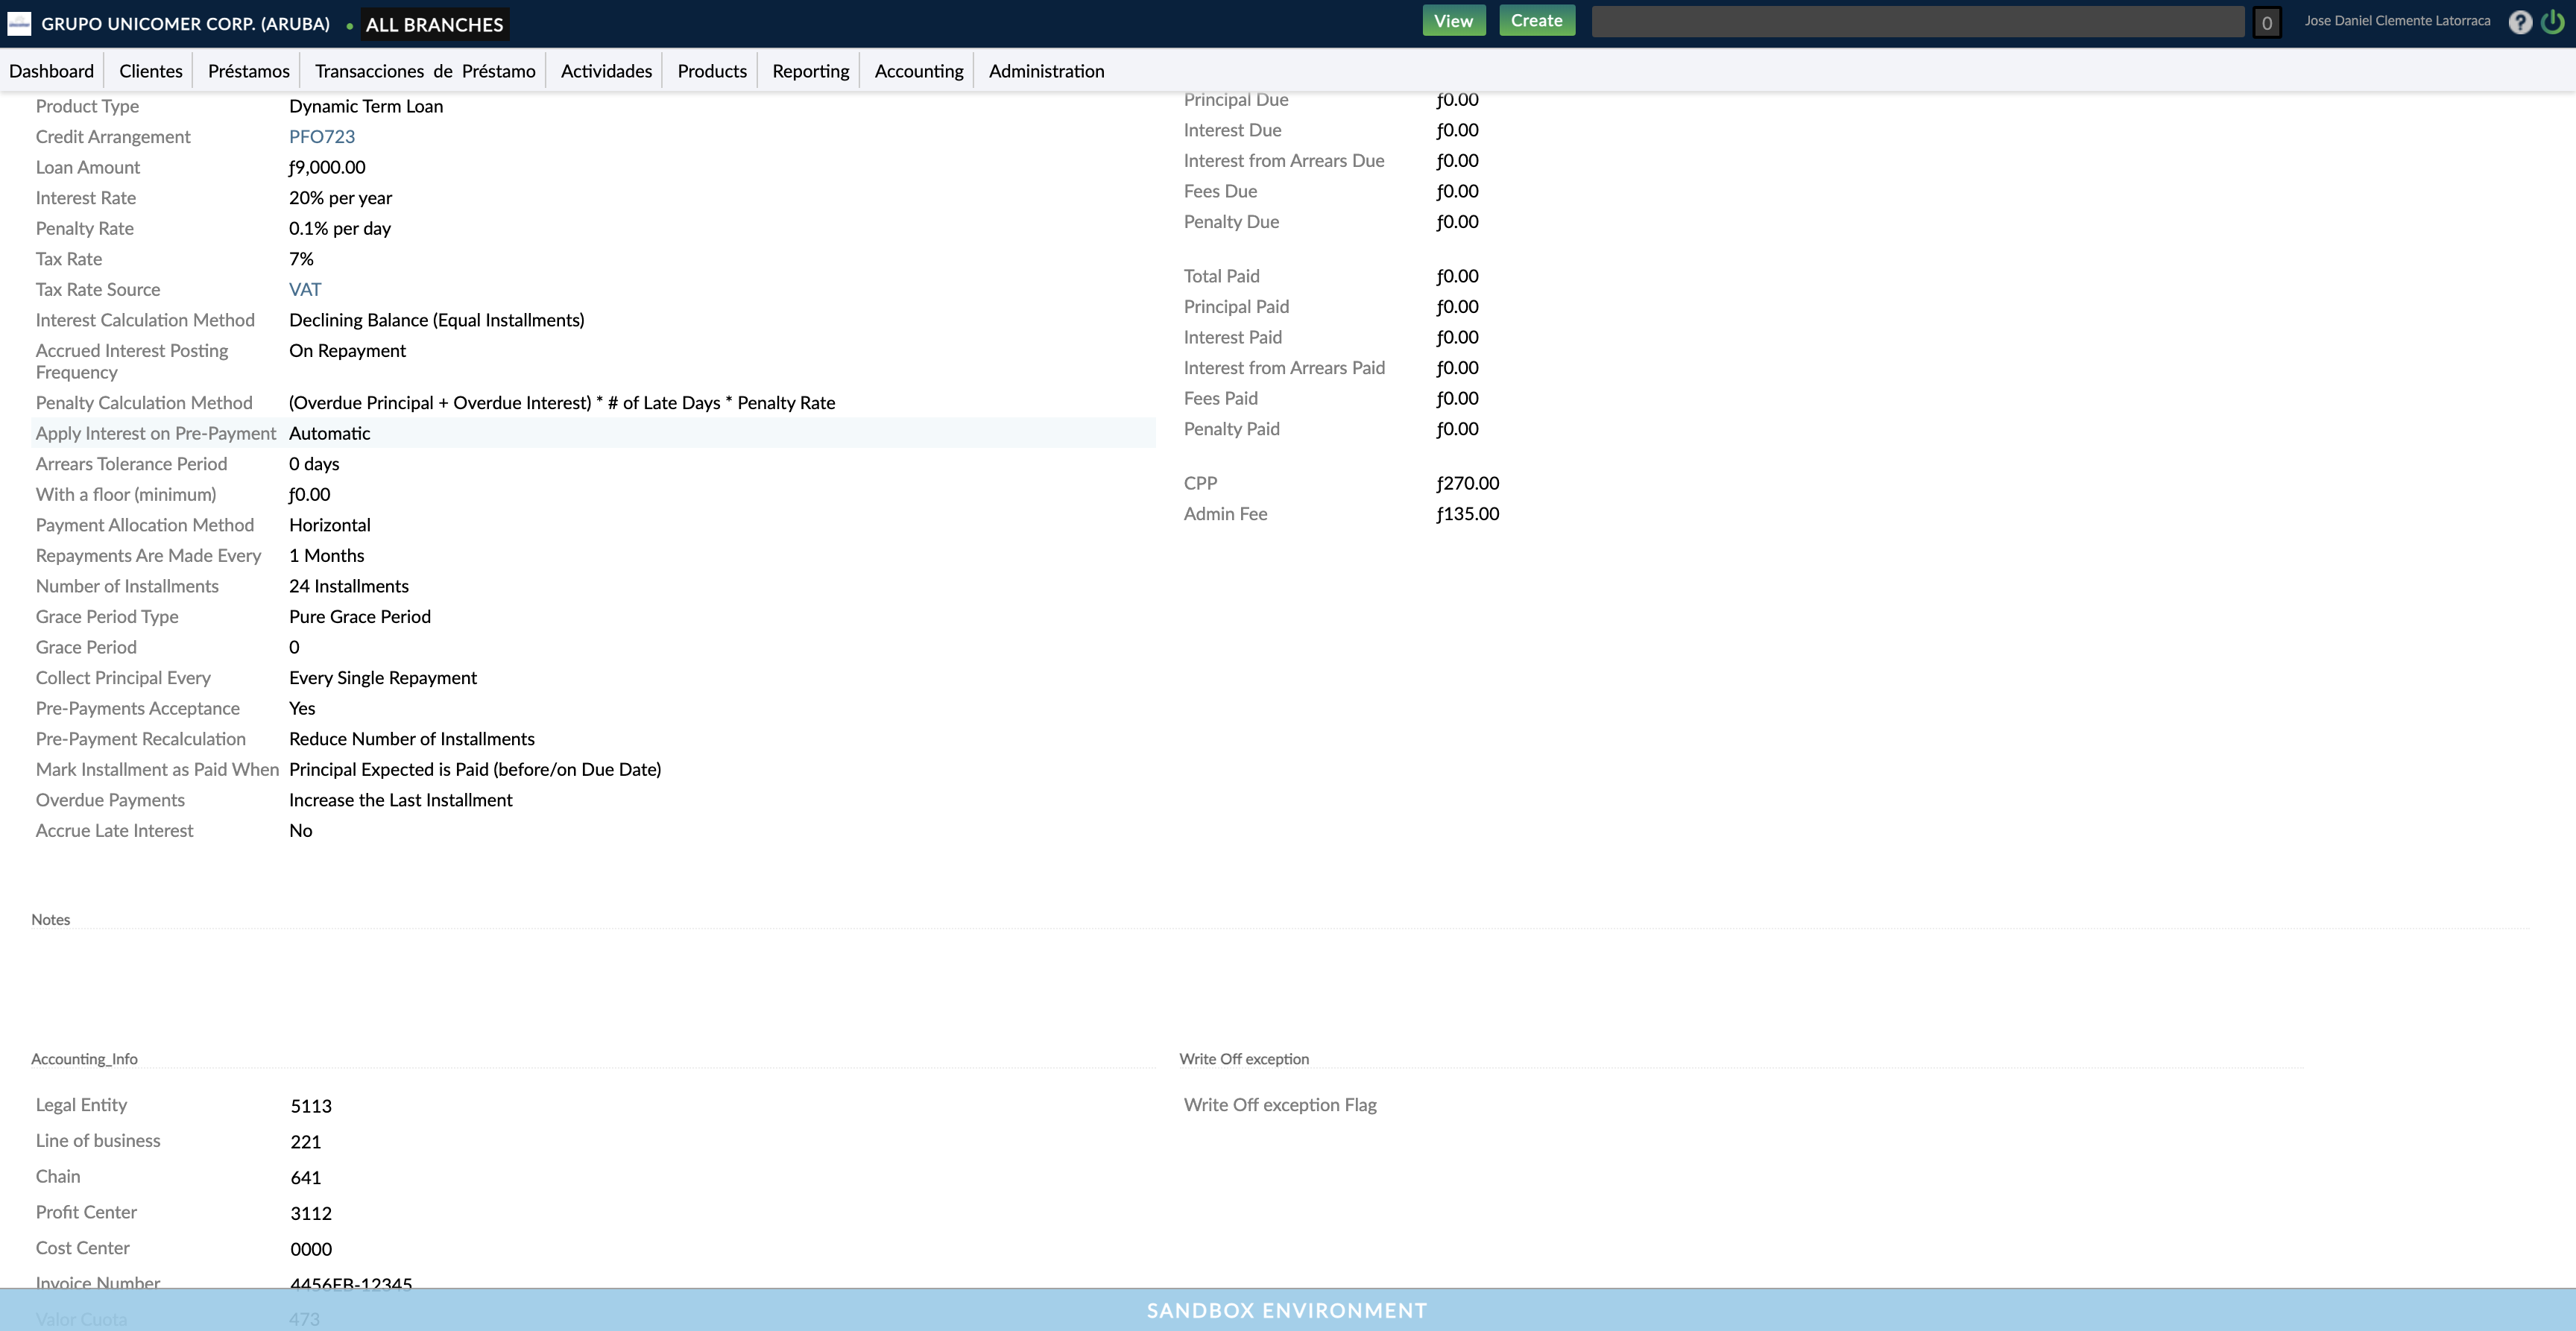 GRUPO UNICOMER CORP. (ARUBA) • ALL BRANCHES View Create 0 Jose Daniel Clemente Latorraca ?
Dashboard Clientes Préstamos Transacciones de Préstamo Actividades Products Reporting Accounting Administration
Product Type Dynamic Term Loan
Credit Arrangement PFO723
Loan Amount ƒ9,000.00
Interest Rate 20% per year
Penalty Rate 0.1% per day
Tax Rate 7%
Tax Rate Source VAT
Interest Calculation Method Declining Balance (Equal Installments)
Accrued Interest Posting On Repayment
Frequency
Penalty Calculation Method (Overdue Principal + Overdue Interest) * # of Late Days * Penalty Rate
Apply Interest on Pre-Payment Automatic
Arrears Tolerance Period 0 days
With a floor (minimum) ƒ0.00
Payment Allocation Method Horizontal
Repayments Are Made Every 1 Months
Number of Installments 24 Installments
Grace Period Type Pure Grace Period
Grace Period 0
Collect Principal Every Every Single Repayment
Pre-Payments Acceptance Yes
Pre-Payment Recalculation Reduce Number of Installments
Mark Installment as Paid When Principal Expected is Paid (before/on Due Date)
Overdue Payments Increase the Last Installment
Accrue Late Interest No
Principal Due ƒ0.00
Interest Due ƒ0.00
Interest from Arrears Due ƒ0.00
Fees Due ƒ0.00
Penalty Due ƒ0.00
Total Paid ƒ0.00
Principal Paid ƒ0.00
Interest Paid ƒ0.00
Interest from Arrears Paid ƒ0.00
Fees Paid ƒ0.00
Penalty Paid ƒ0.00
CPP ƒ270.00
Admin Fee ƒ135.00
Notes
Accounting_Info
Legal Entity 5113
Line of business 221
Chain 641
Profit Center 3112
Cost Center 0000
Invoice Number 4456EB-12345
Valor Cuota 473
Write Off exception
Write Off exception Flag
SANDBOX ENVIRONMENT